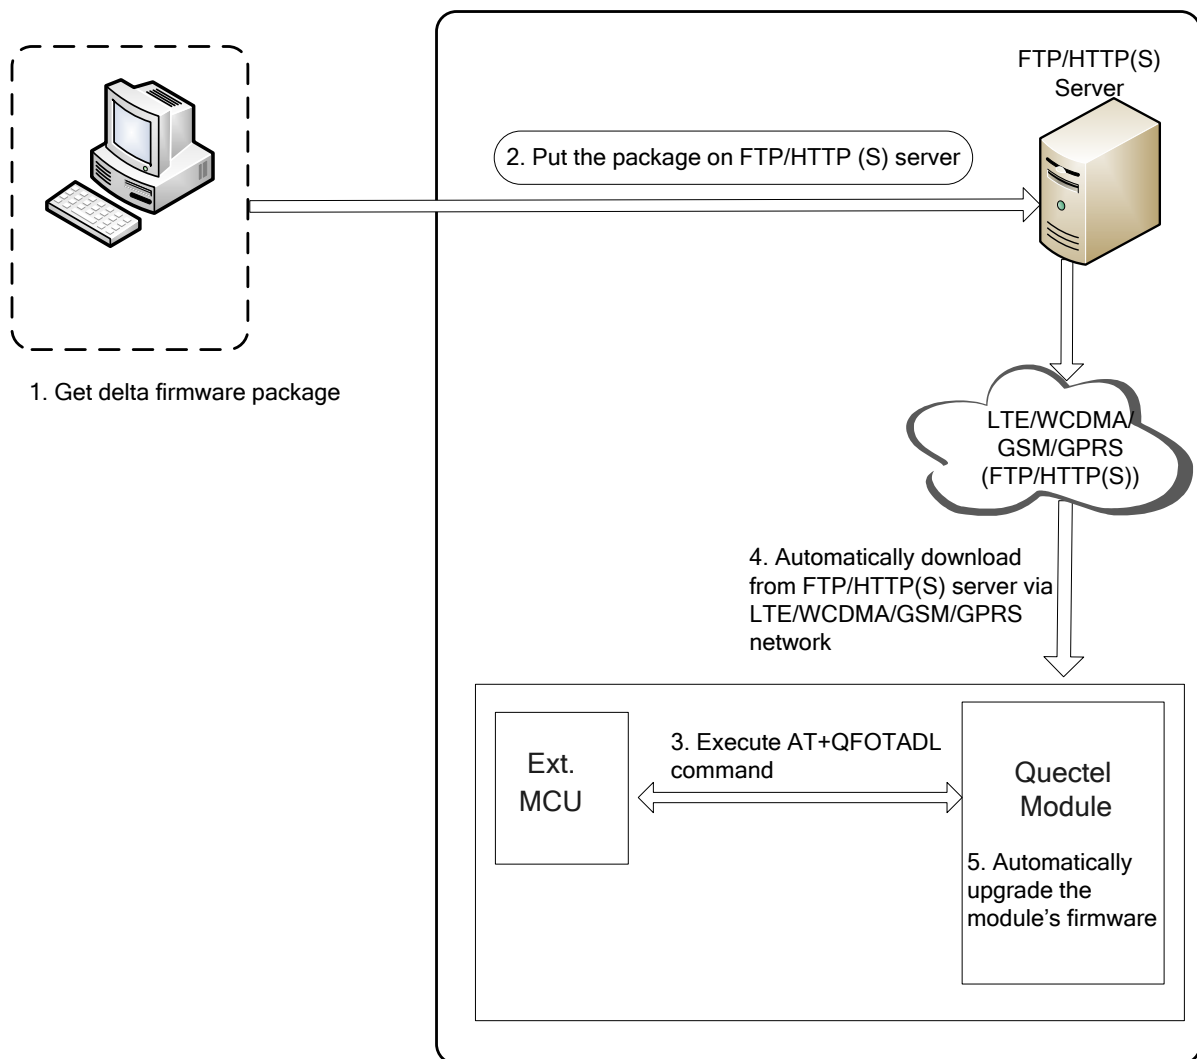 FTP/HTTP(S)
Server
2. Put the package on FTP/HTTP (S) server
1. Get delta firmware package
LTE/WCDMA/
GSM/GPRS
(FTP/HTTP(S))
4. Automatically download
from FTP/HTTP(S) server via
LTE/WCDMA/GSM/GPRS
network
3. Execute AT+QFOTADL
command
Ext.
MCU
Quectel
Module
5. Automatically
upgrade the
module's firmware